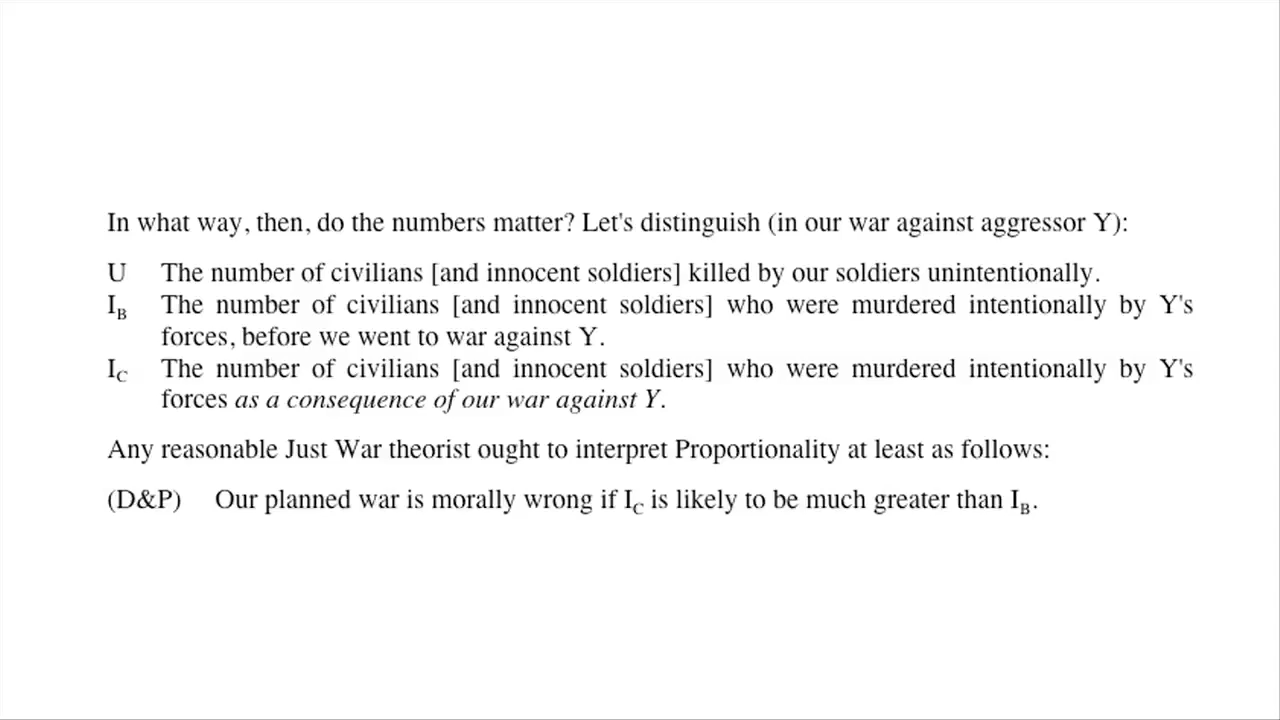 In what way, then, do the numbers matter? Let's distinguish (in our war against aggressor Y):
U The number of civilians [and innocent soldiers] killed by our soldiers unintentionally.
I_B The number of civilians [and innocent soldiers] who were murdered intentionally by Y's
forces, before we went to war against Y.
I_C The number of civilians [and innocent soldiers] who were murdered intentionally by Y's
forces as a consequence of our war against Y.
Any reasonable Just War theorist ought to interpret Proportionality at least as follows:
(D&P) Our planned war is morally wrong if I_C is likely to be much greater than I_B.